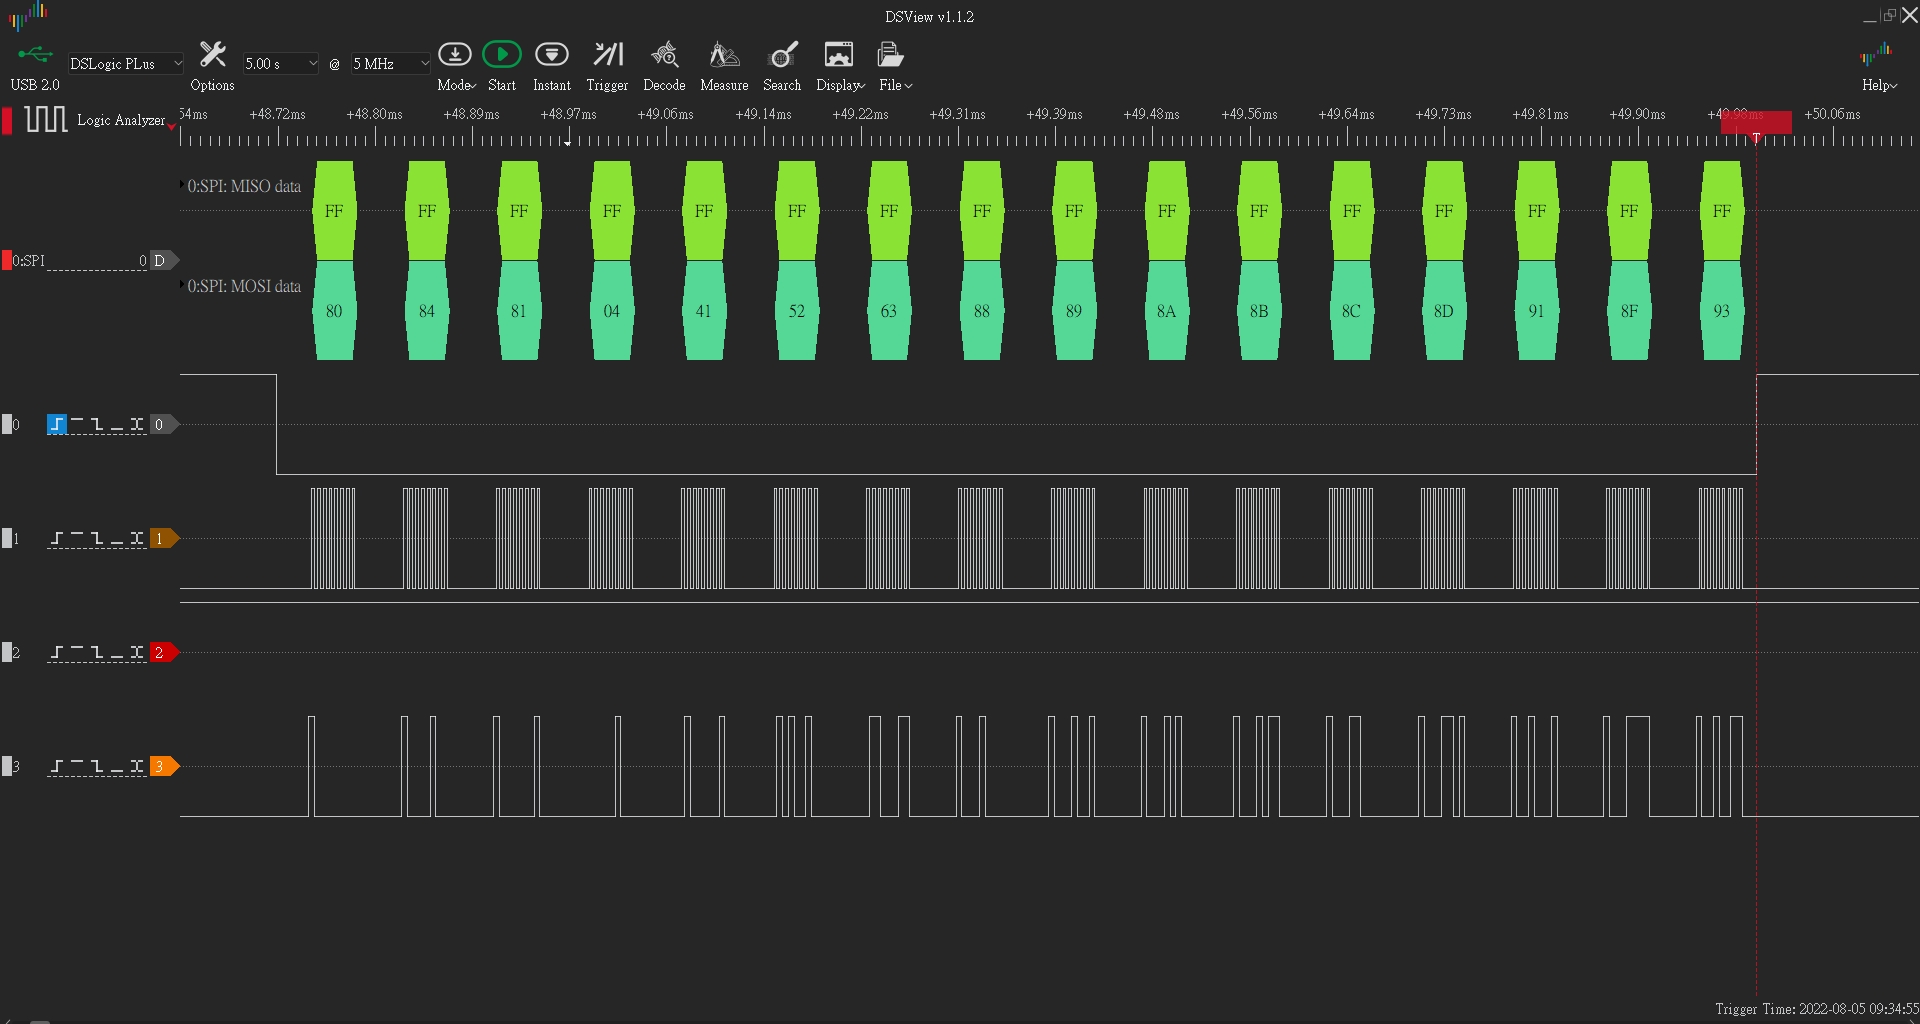 DSView v1.1.2
USB 2.0
DSLogic PLus
Options
5.00 s
@
5 MHz
Mode
Start
Instant
Trigger
Decode
Measure
Search
Display
File
Help
Logic Analyzer
54ms +48.72ms +48.80ms +48.89ms +48.97ms +49.06ms +49.14ms +49.22ms +49.31ms +49.39ms +49.48ms +49.56ms +49.64ms +49.73ms +49.81ms +49.90ms +49.98ms +50.06ms
T
0:SPI: MISO data
FF FF FF FF FF FF FF FF FF FF FF FF FF FF FF FF
0:SPI 0 D
0:SPI: MOSI data
80 84 81 04 41 52 63 88 89 8A 8B 8C 8D 91 8F 93
0 0
1 1
2 2
3 3
Trigger Time: 2022-08-05 09:34:55